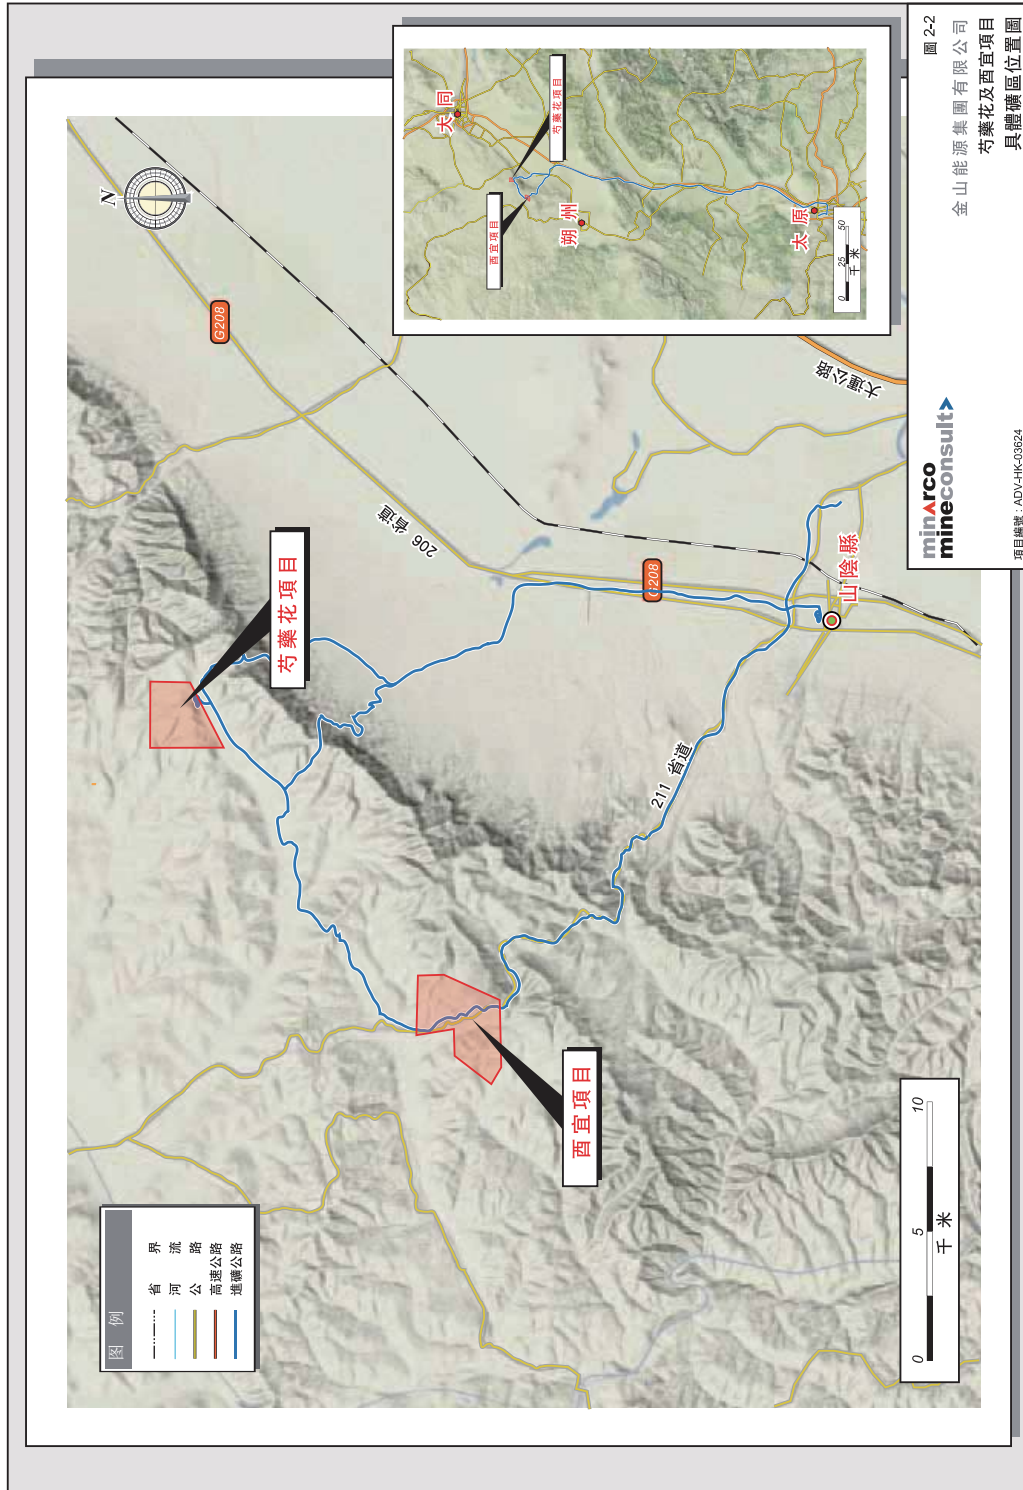 圖 2-2
金山能源集團有限公司
芍藥花及酉宜項目
具體礦區位置圖
minarco
mineconsult
項目編號：ADV-HK-03624
N
G208
206 省道
G208
大運公路
211 省道
山陰縣
芍藥花項目
酉宜項目
大同
朔州
太原
芍藥花項目
酉宜項目
0 25 50
千米
图 例
省界
河流
公路
高速公路
進礦公路
0 5 10
千米